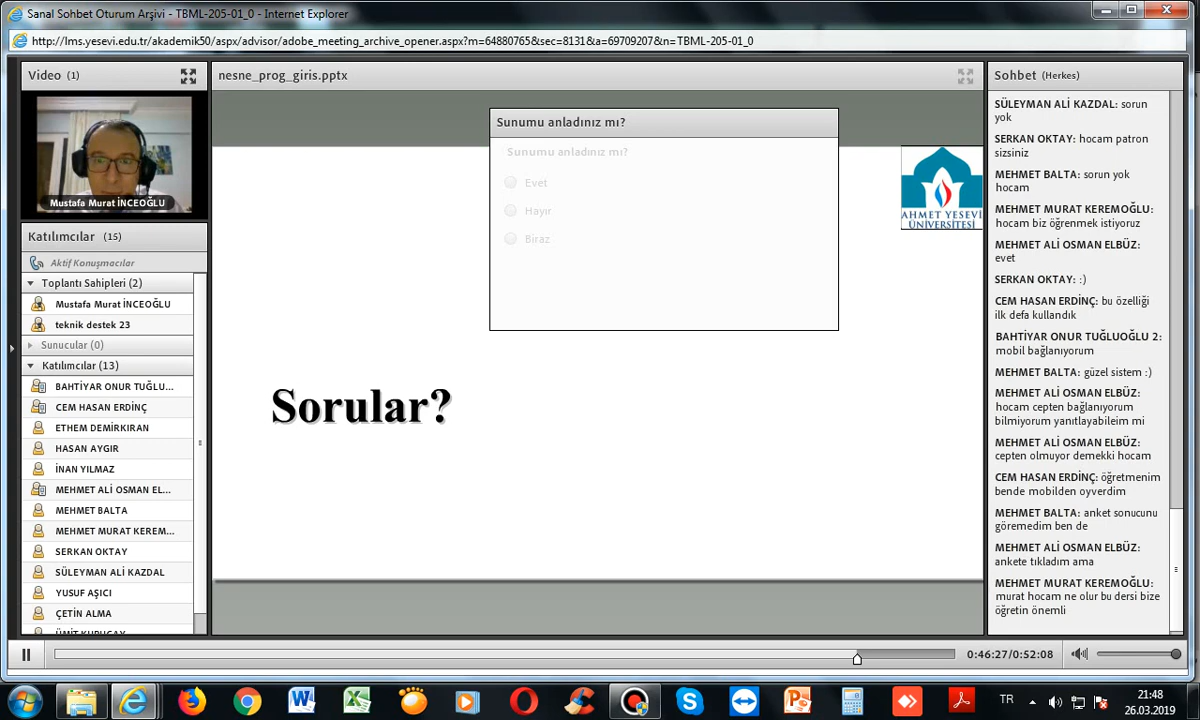 Sanal Sohbet Oturum Arşivi - TBML-205-01_0 - Internet Explorer
http://lms.yesevi.edu.tr/akademik50/aspx/advisor/adobe_meeting_archive_opener.aspx?m=64880765&sec=8131&a=69709207&n=TBML-205-01_0
Video (1)
Mustafa Murat İNCEOĞLU
Katılımcılar (15)
Aktif Konuşmacılar
Toplantı Sahipleri (2)
Mustafa Murat İNCEOĞLU
teknik destek 23
Sunucular (0)
Katılımcılar (13)
BAHTİYAR ONUR TUĞLU...
CEM HASAN ERDİNÇ
ETHEM DEMİRKIRAN
HASAN AYGIR
İNAN YILMAZ
MEHMET ALİ OSMAN EL...
MEHMET BALTA
MEHMET MURAT KEREM...
SERKAN OKTAY
SÜLEYMAN ALİ KAZDAL
YUSUF AŞICI
ÇETİN ALMA
nesne_prog_giris.pptx
Sunumu anladınız mı?
Sunumu anladınız mı?
Evet
Hayır
Biraz
AHMET YESEVİ
ÜNİVERSİTESİ
Sorular?
Sohbet (Herkes)
SÜLEYMAN ALİ KAZDAL: sorun
yok
SERKAN OKTAY: hocam patron
sizsiniz
MEHMET BALTA: sorun yok
hocam
MEHMET MURAT KEREMOĞLU:
hocam biz öğrenmek istiyoruz
MEHMET ALİ OSMAN ELBÜZ:
evet
SERKAN OKTAY: :)
CEM HASAN ERDİNÇ: bu özelliği
ilk defa kullandık
BAHTİYAR ONUR TUĞLUOĞLU 2:
mobil bağlanıyorum
MEHMET BALTA: güzel sistem :)
MEHMET ALİ OSMAN ELBÜZ:
hocam cepten bağlanıyorum
bilmiyorum yanıtlayabileim mi
MEHMET ALİ OSMAN ELBÜZ:
cepten olmuyor demekki hocam
CEM HASAN ERDİNÇ: öğretmenim
bende mobilden oyverdim
MEHMET BALTA: anket sonucunu
göremedim ben de
MEHMET ALİ OSMAN ELBÜZ:
ankete tıkladım ama
MEHMET MURAT KEREMOĞLU:
murat hocam ne olur bu dersi bize
öğretin önemli
0:46:27/0:52:08
TR
21:48
26.03.2019